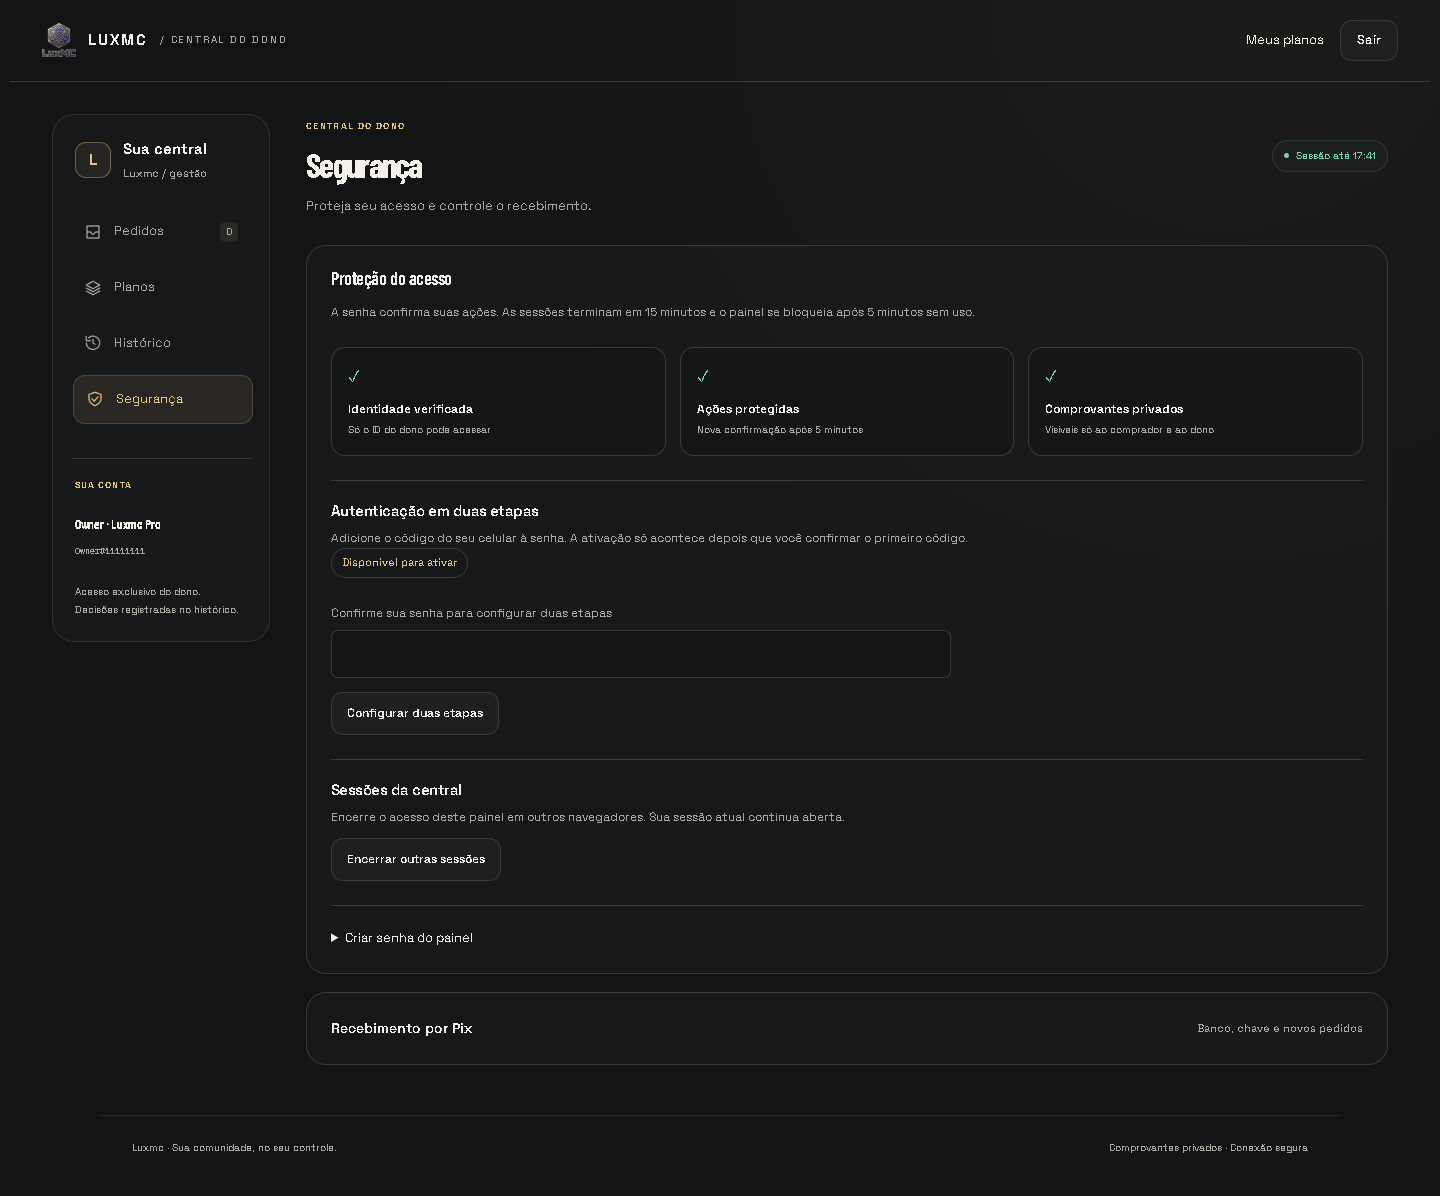 LuxMC
LUXMC / CENTRAL DO DONO
Meus planos
Sair
L
Sua central
Luxmc / gestão
Pedidos
0
Planos
Histórico
Segurança
SUA CONTA
Owner · Luxmc Pro
Owner@11111111
Acesso exclusivo do dono.
Decisões registradas no histórico.
CENTRAL DO DONO
Segurança
Proteja seu acesso e controle o recebimento.
Sessão até 17:41
Proteção do acesso
A senha confirma suas ações. As sessões terminam em 15 minutos e o painel se bloqueia após 5 minutos sem uso.
✓
Identidade verificada
Só o ID do dono pode acessar
✓
Ações protegidas
Nova confirmação após 5 minutos
✓
Comprovantes privados
Visíveis só ao comprador e ao dono
Autenticação em duas etapas
Adicione o código do seu celular à senha. A ativação só acontece depois que você confirmar o primeiro código.
Disponível para ativar
Confirme sua senha para configurar duas etapas
Configurar duas etapas
Sessões da central
Encerre o acesso deste painel em outros navegadores. Sua sessão atual continua aberta.
Encerrar outras sessões
Criar senha do painel
Recebimento por Pix
Banco, chave e novos pedidos
Luxmc · Sua comunidade, no seu controle.
Comprovantes privados · Conexão segura